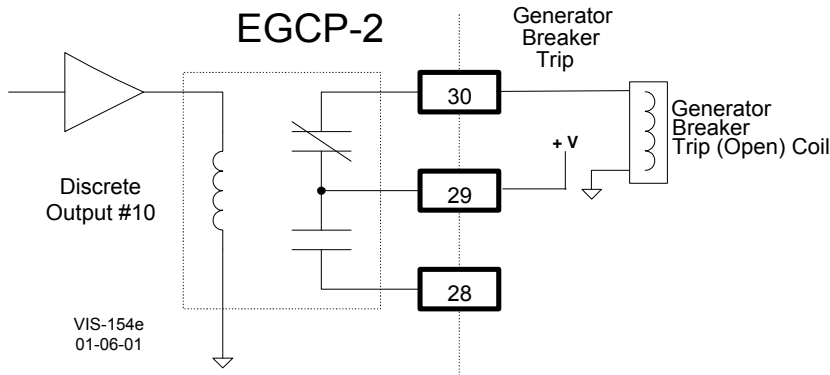 EGCP-2
Generator
Breaker
Trip
30
Generator
Breaker
Trip (Open) Coil
+ V
29
Discrete
Output #10
28
VIS-154e
01-06-01